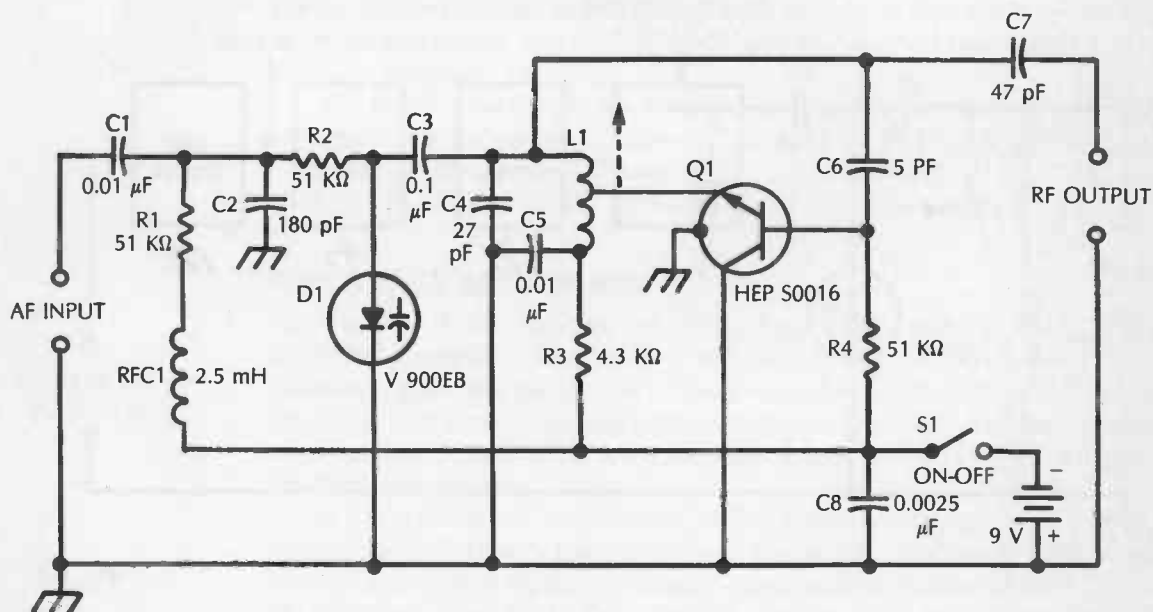 C7
47 pF
C1
0.01 µF
R2
51 KΩ
C3
0.1
µF
L1
Q1
C6
5 PF
RF OUTPUT
R1
51 KΩ
C2
180 pF
C4
27
pF
C5
0.01
µF
HEP S0016
AF INPUT
D1
V 900EB
R3
4.3 KΩ
R4
51 KΩ
RFC1
2.5 mH
S1
ON-OFF
C8
0.0025
µF
−
9 V
+